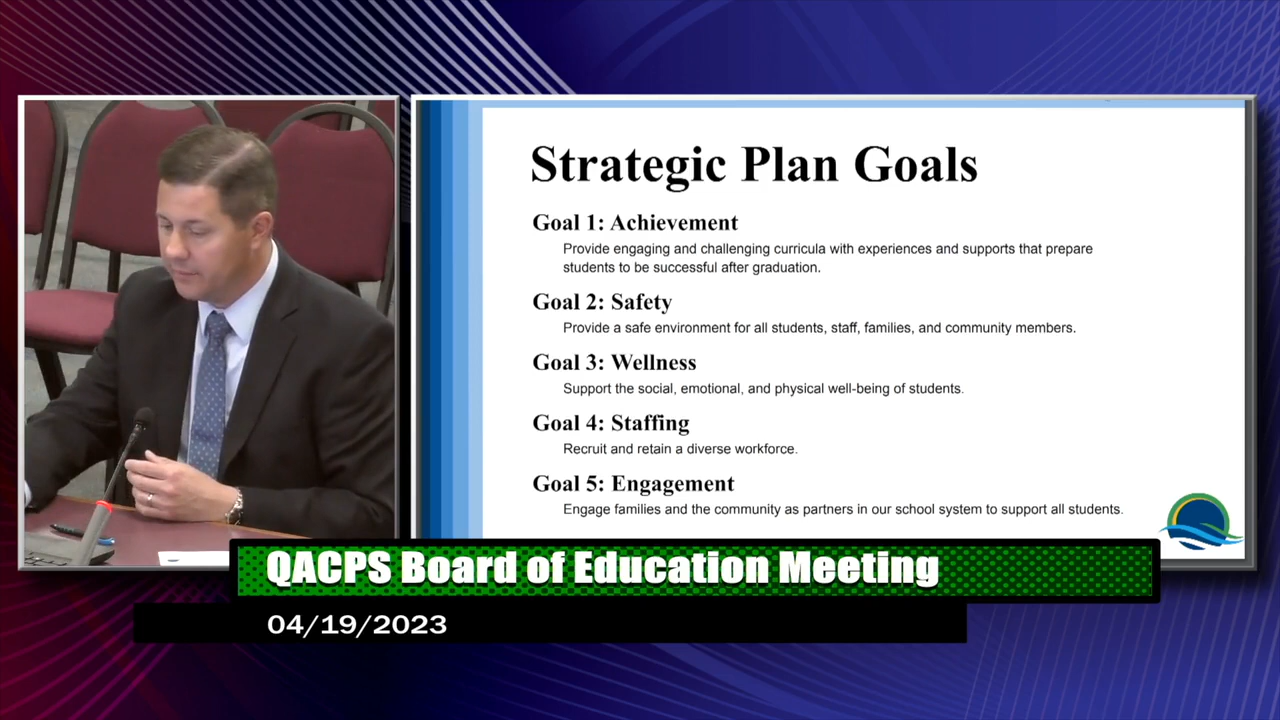 Strategic Plan Goals
Goal 1: Achievement
Provide engaging and challenging curricula with experiences and supports that prepare
students to be successful after graduation.
Goal 2: Safety
Provide a safe environment for all students, staff, families, and community members.
Goal 3: Wellness
Support the social, emotional, and physical well-being of students.
Goal 4: Staffing
Recruit and retain a diverse workforce.
Goal 5: Engagement
Engage families and the community as partners in our school system to support all students.
QACPS Board of Education Meeting
04/19/2023